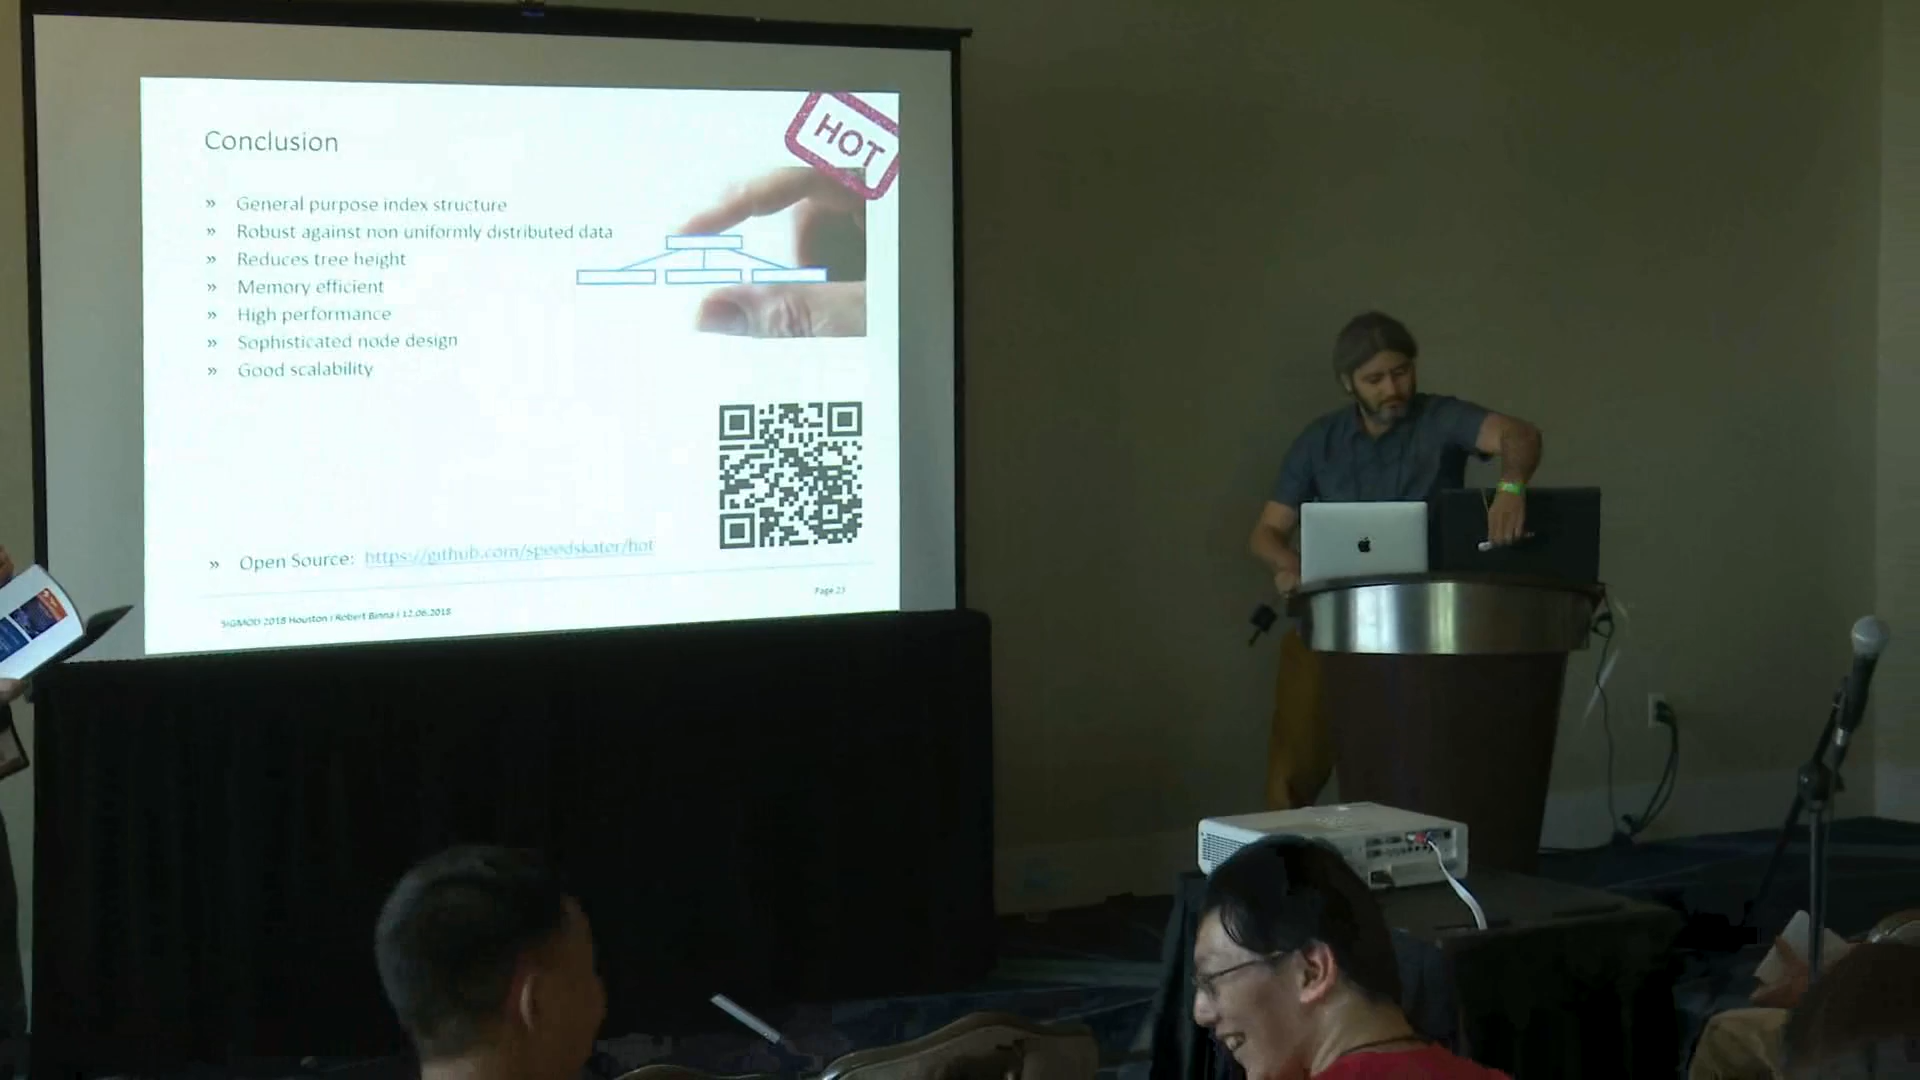 HOT
Conclusion
» General purpose index structure
» Robust against non uniformly distributed data
» Reduces tree height
» Memory efficient
» High performance
» Sophisticated node design
» Good scalability
» Open Source: https://github.com/speedskater/hot
Page 23
SIGMOD 2018 Houston I Robert Binna I 12.06.2018